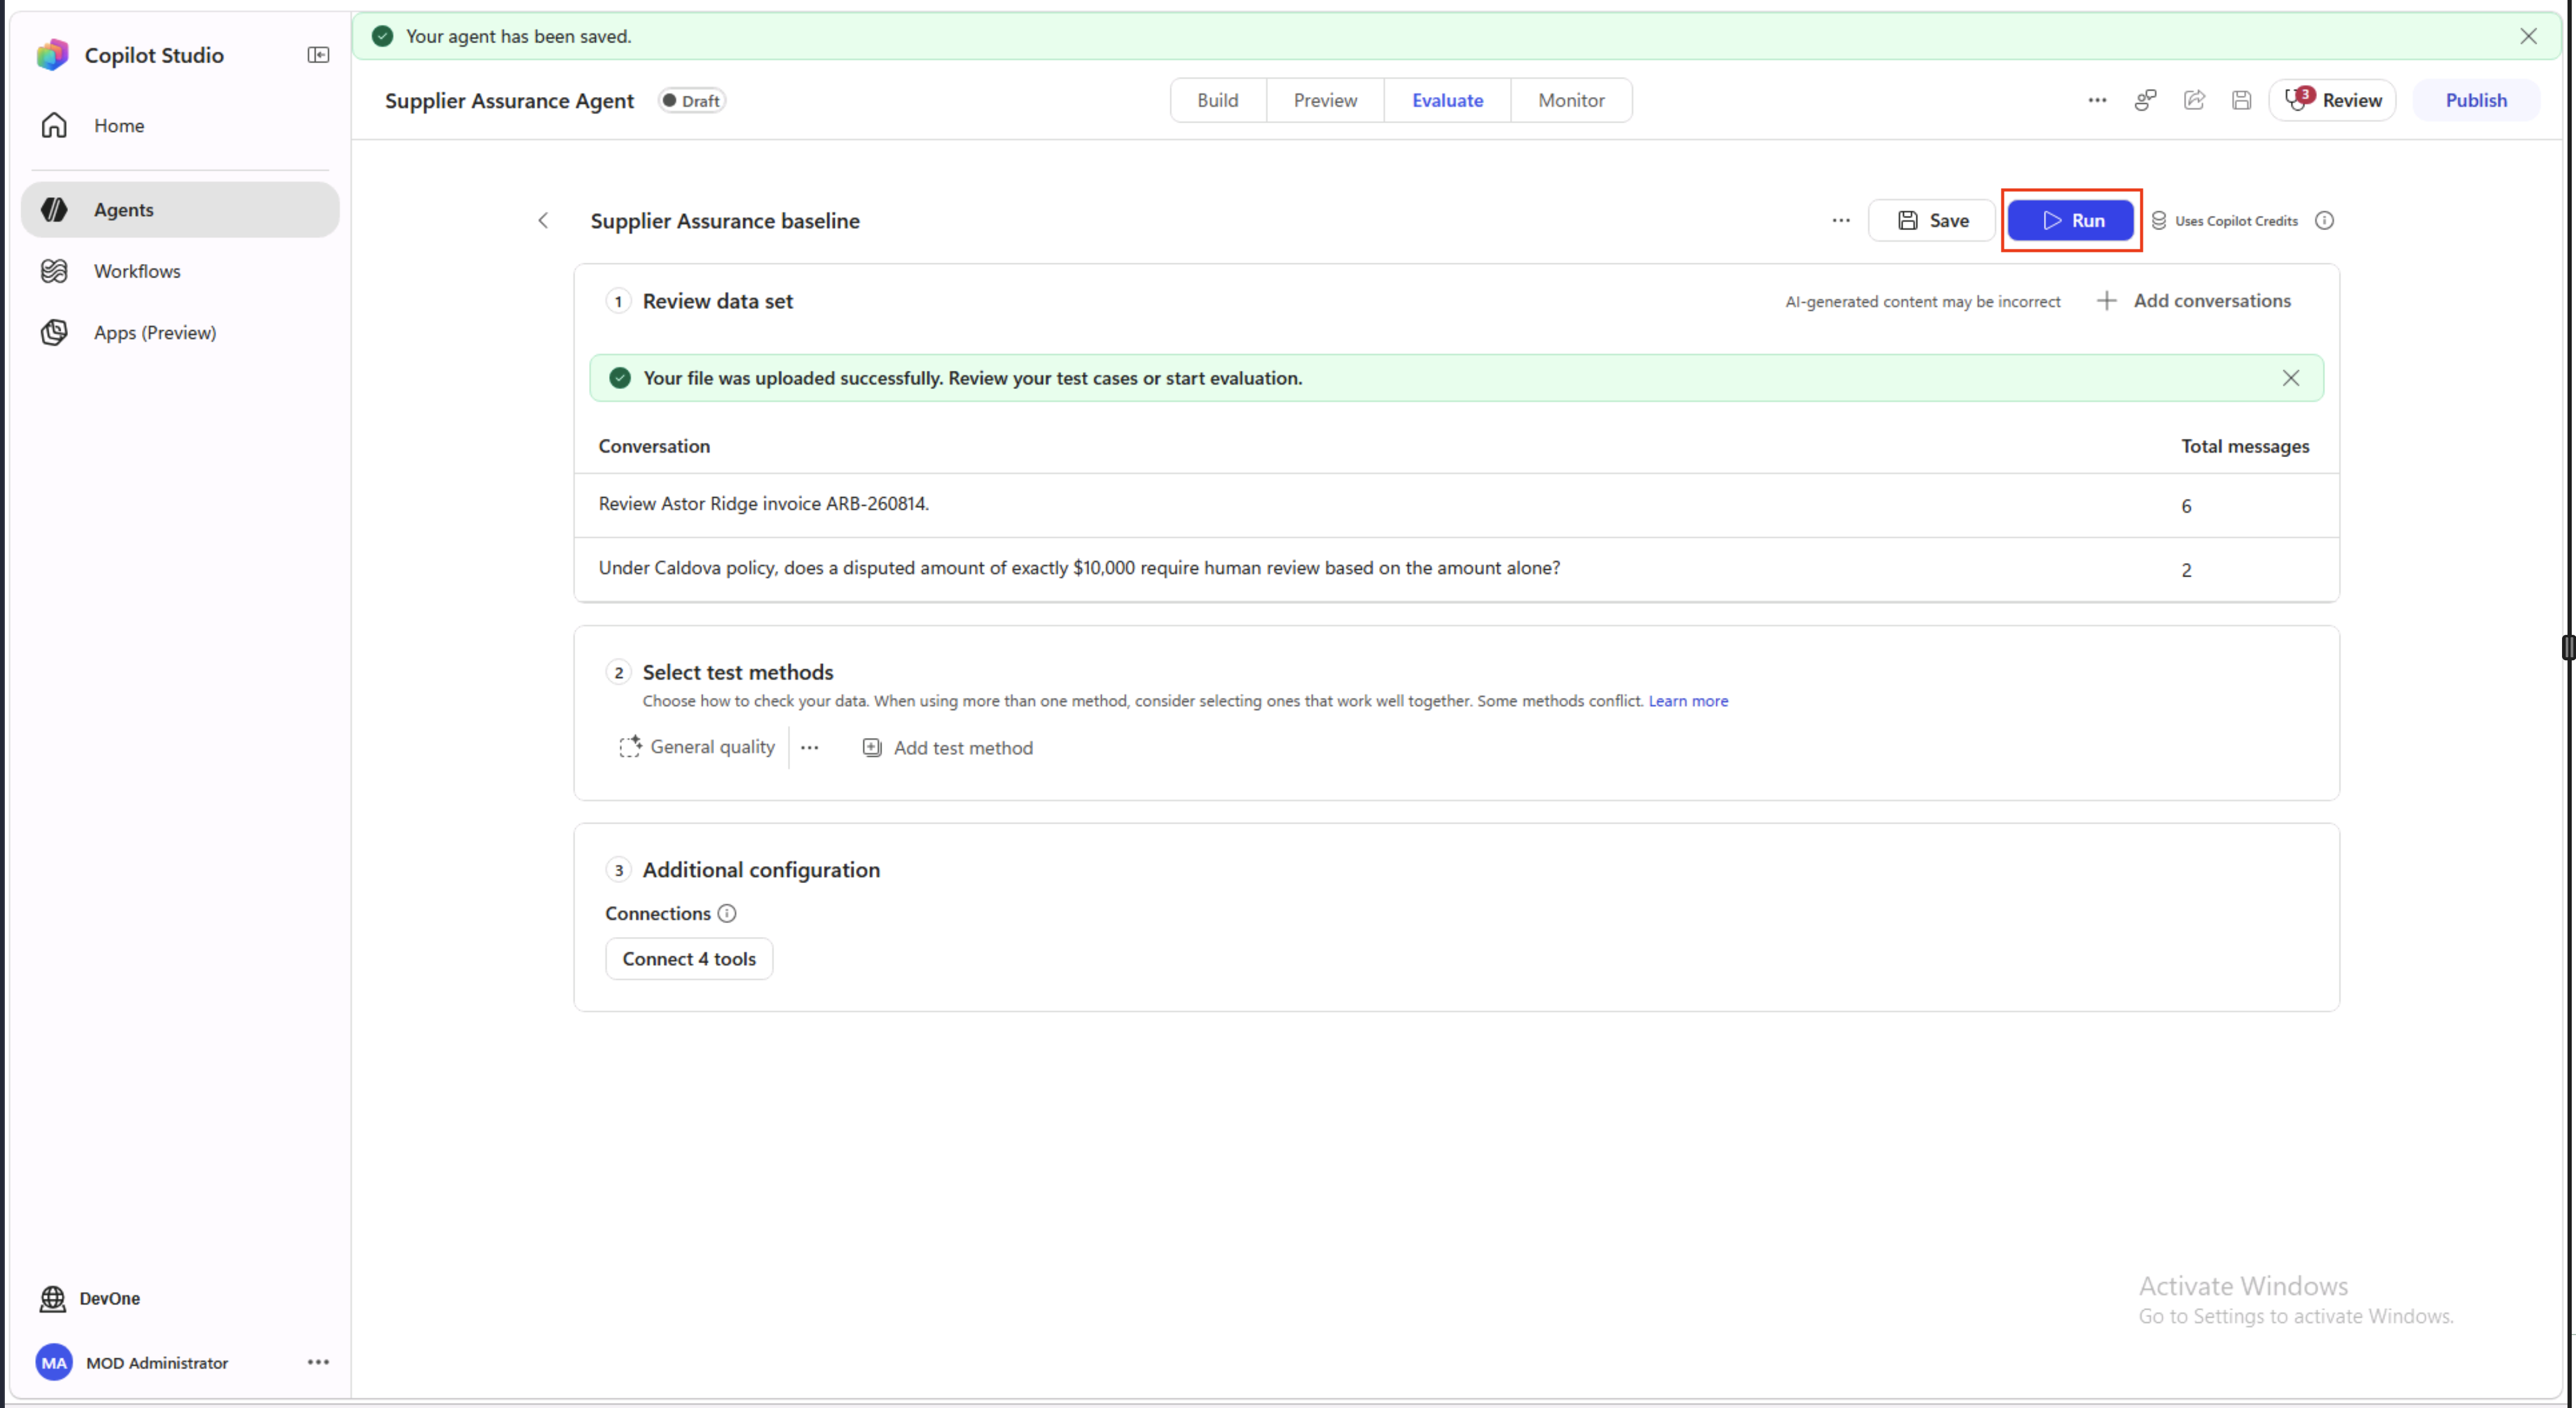 Your agent has been saved.
Copilot Studio
Supplier Assurance Agent
Draft
Build
Preview
Evaluate
Monitor
3
Review
Publish
Home
Agents
Workflows
Apps (Preview)
Supplier Assurance baseline
Save
Run
Uses Copilot Credits
1 Review data set
AI-generated content may be incorrect
Add conversations
Your file was uploaded successfully. Review your test cases or start evaluation.
Conversation
Total messages
Review Astor Ridge invoice ARB-260814.
6
Under Caldova policy, does a disputed amount of exactly $10,000 require human review based on the amount alone?
2
2 Select test methods
Choose how to check your data. When using more than one method, consider selecting ones that work well together. Some methods conflict. Learn more
General quality
Add test method
3 Additional configuration
Connections
Connect 4 tools
DevOne
MA MOD Administrator
Activate Windows
Go to Settings to activate Windows.